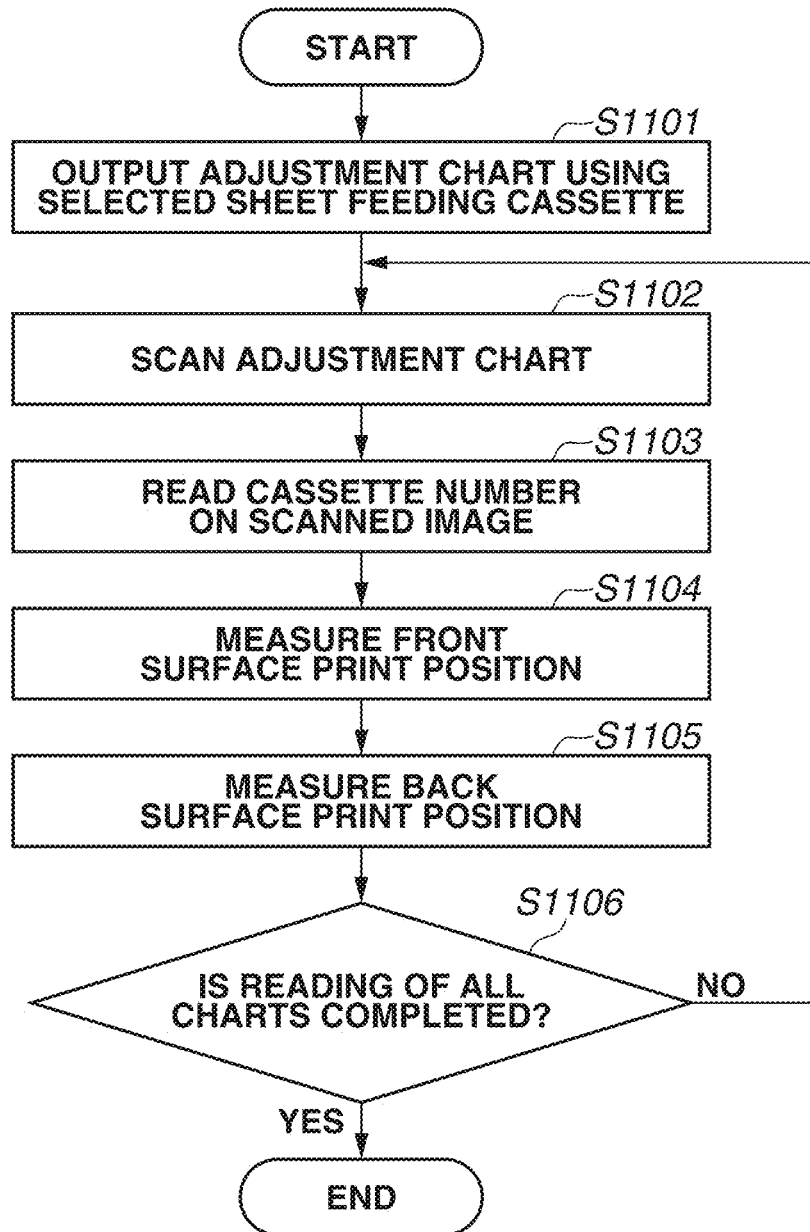 START
S1101
OUTPUT ADJUSTMENT CHART USING
SELECTED SHEET FEEDING CASSETTE
S1102
SCAN ADJUSTMENT CHART
S1103
READ CASSETTE NUMBER
ON SCANNED IMAGE
S1104
MEASURE FRONT
SURFACE PRINT POSITION
S1105
MEASURE BACK
SURFACE PRINT POSITION
S1106
IS READING OF ALL
CHARTS COMPLETED?
NO
YES
END